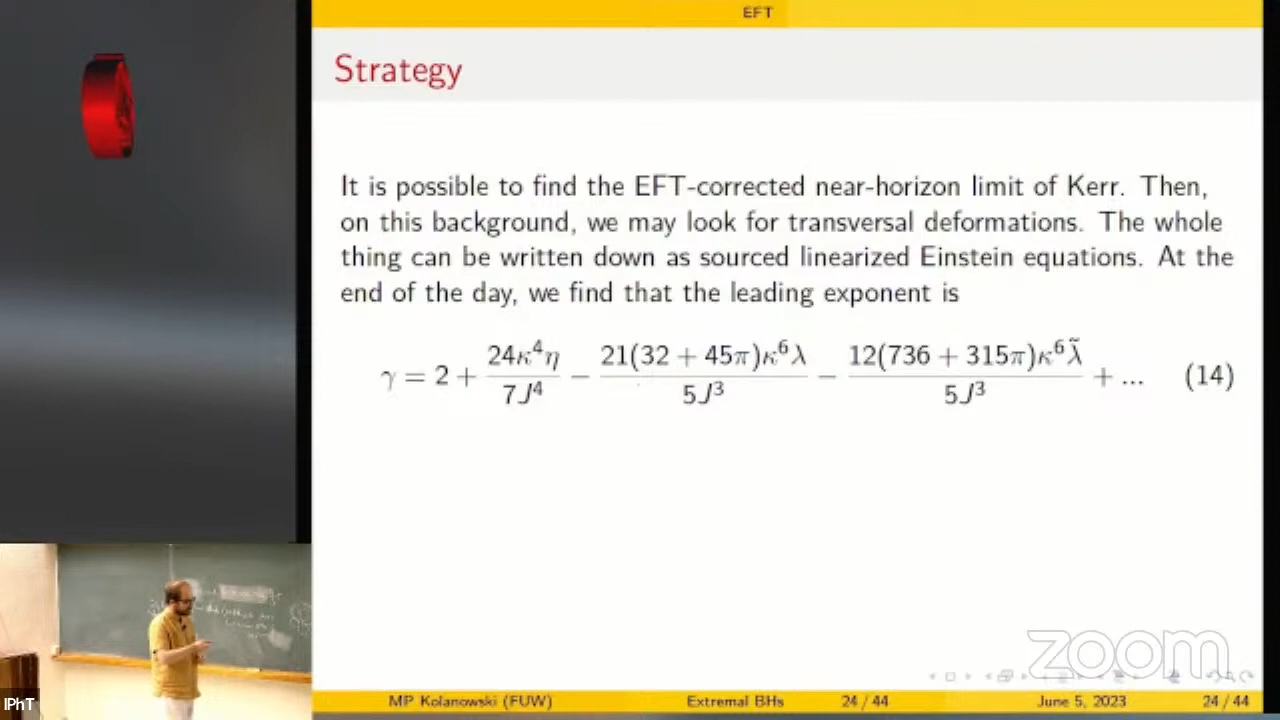 EFT
Strategy
It is possible to find the EFT-corrected near-horizon limit of Kerr. Then,
on this background, we may look for transversal deformations. The whole
thing can be written down as sourced linearized Einstein equations. At the
end of the day, we find that the leading exponent is
γ = 2 + 24κ⁴η / 7J⁴ − 21(32 + 45π)κ⁶λ / 5J³ − 12(736 + 315π)κ⁶λ̃ / 5J³ + ... (14)
zoom
IPhT
MP Kolanowski (FUW) Extremal BHs 24 / 44 June 5, 2023 24 / 44